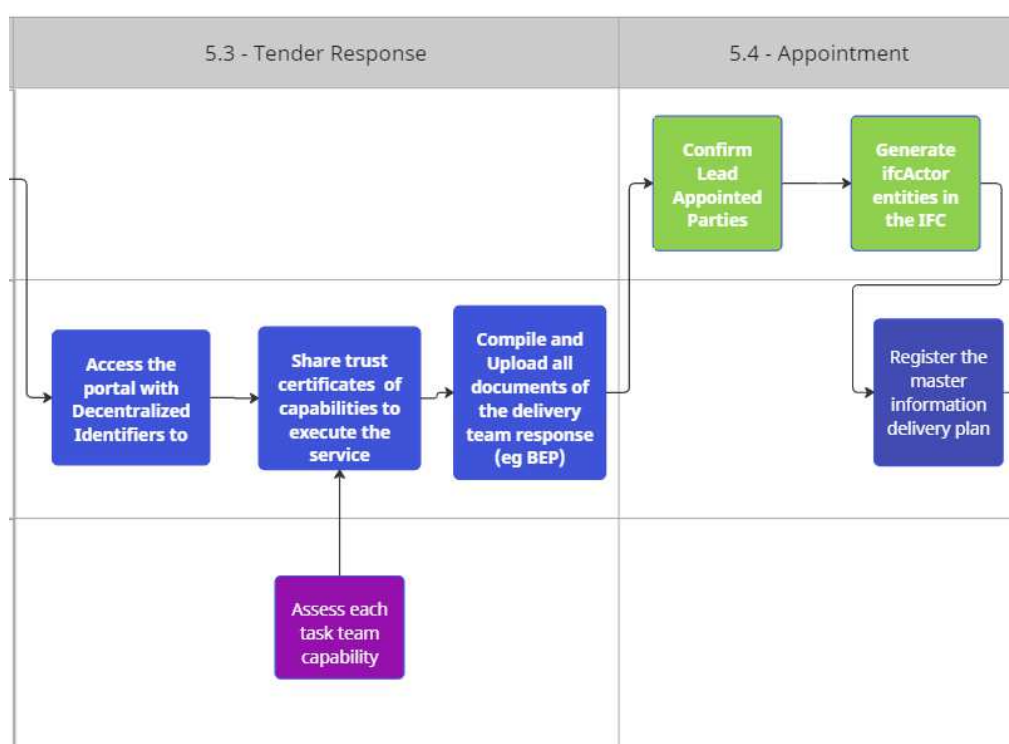 5.3 - Tender Response
5.4 - Appointment
Confirm
Lead
Appointed
Parties
Generate
ifcActor
entities in
the IFC
Access the
portal with
Decentralized
Identifiers to
Share trust
certificates of
capabilities to
execute the
service
Compile and
Upload all
documents of
the delivery
team response
(eg BEP)
Register the
master
information
delivery plan
Assess each
task team
capability